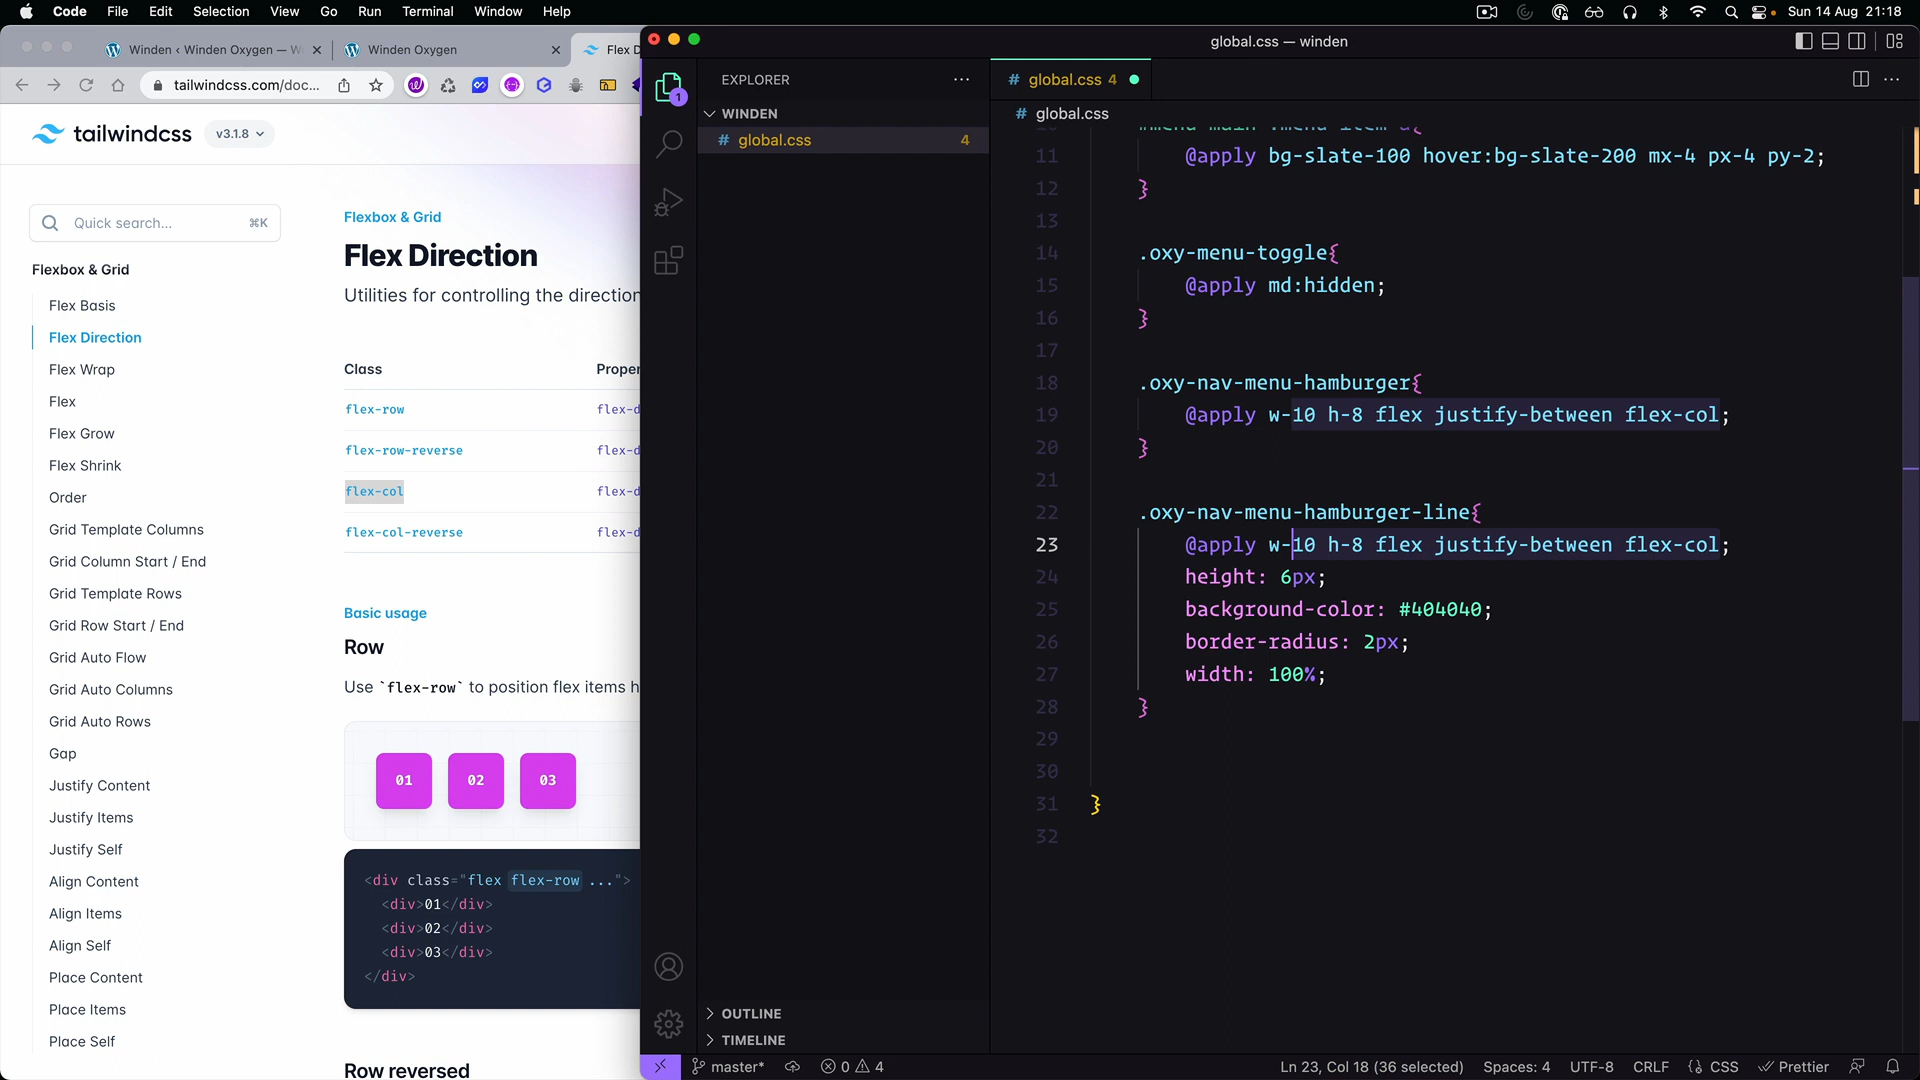 Code File Edit Selection View Go Run Terminal Window Help Sun 14 Aug 21:18
Winden ‹ Winden Oxygen —
Winden Oxygen
Flex D
tailwindcss.com/doc...
tailwindcss
v3.1.8
Quick search...
⌘K
Flexbox & Grid
Flex Basis
Flex Direction
Flex Wrap
Flex
Flex Grow
Flex Shrink
Order
Grid Template Columns
Grid Column Start / End
Grid Template Rows
Grid Row Start / End
Grid Auto Flow
Grid Auto Columns
Grid Auto Rows
Gap
Justify Content
Justify Items
Justify Self
Align Content
Align Items
Align Self
Place Content
Place Items
Place Self
Flexbox & Grid
Flex Direction
Utilities for controlling the direction
Class Proper
flex-row flex-d
flex-row-reverse flex-d
flex-col flex-d
flex-col-reverse flex-d
Basic usage
Row
Use `flex-row` to position flex items h
01 02 03
<div class="flex flex-row ...">
<div>01</div>
<div>02</div>
<div>03</div>
</div>
Row reversed
global.css — winden
1
EXPLORER
...
WINDEN
# global.css 4
OUTLINE
TIMELINE
# global.css 4
# global.css
10 #menu-main .menu-item a{
11 @apply bg-slate-100 hover:bg-slate-200 mx-4 px-4 py-2;
12 }
13
14 .oxy-menu-toggle{
15 @apply md:hidden;
16 }
17
18 .oxy-nav-menu-hamburger{
19 @apply w-10 h-8 flex justify-between flex-col;
20 }
21
22 .oxy-nav-menu-hamburger-line{
23 @apply w-10 h-8 flex justify-between flex-col;
24 height: 6px;
25 background-color: #404040;
26 border-radius: 2px;
27 width: 100%;
28 }
29
30
31 }
32
master* 0 4 Ln 23, Col 18 (36 selected) Spaces: 4 UTF-8 CRLF {} CSS Prettier